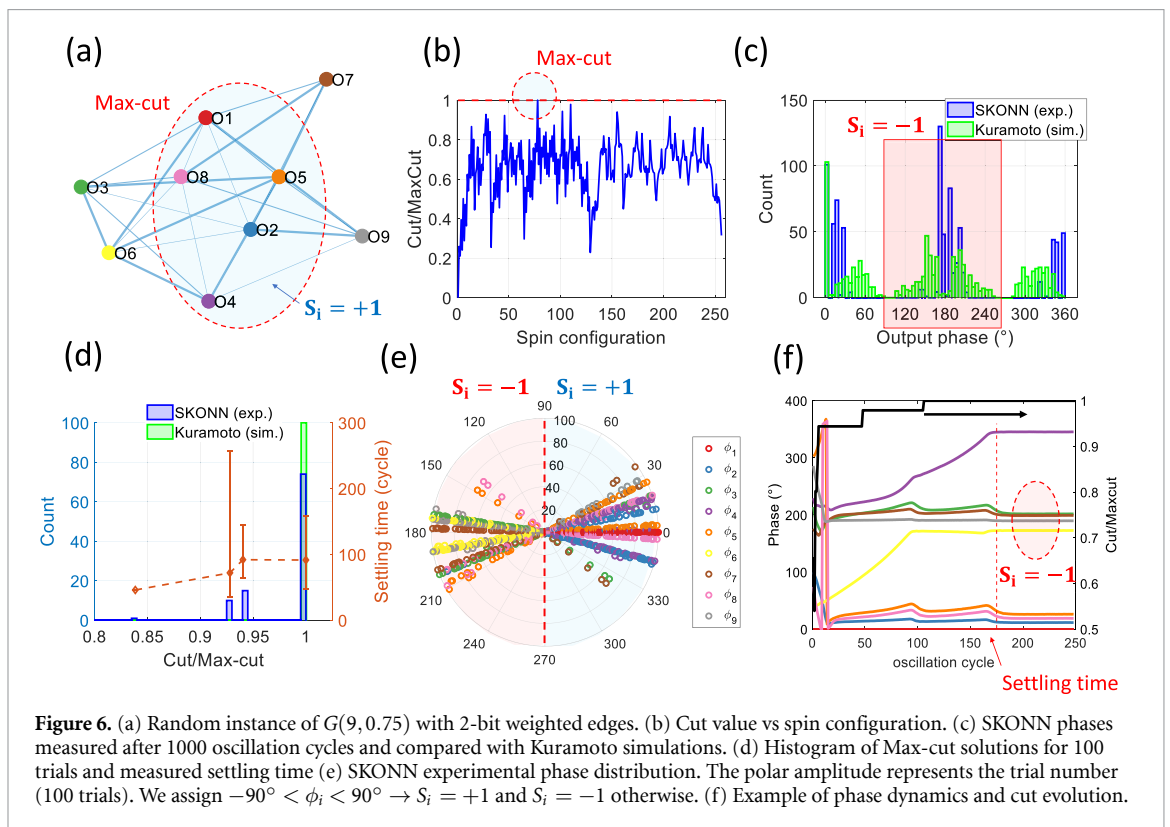 (a)
Max-cut
O1
O7
O3
O8
O5
O2
O6
O9
O4
Sᵢ = +1
(b)
Max-cut
1
0.8
0.6
0.4
0.2
0
Cut/MaxCut
0 50 100 150 200 250
Spin configuration
(c)
SKONN (exp.)
Kuramoto (sim.)
Sᵢ = −1
150
100
50
0
Count
0 60 120 180 240 300 360
Output phase (°)
(d)
SKONN (exp.)
Kuramoto (sim.)
100
80
60
40
20
0
Count
300
200
100
0
Settling time (cycle)
0.8 0.85 0.9 0.95 1
Cut/Max-cut
(e)
Sᵢ = −1 Sᵢ = +1
90
120 60
150 30
180 0
210 330
240 300
270
100
80
60
40
20
ϕ₁
ϕ₂
ϕ₃
ϕ₄
ϕ₅
ϕ₆
ϕ₇
ϕ₈
ϕ₉
(f)
400
300
200
100
0
Phase (°)
1
0.9
0.8
0.7
0.6
0.5
Cut/Maxcut
Sᵢ = −1
0 50 100 150 200 250
oscillation cycle
Settling time
Figure 6. (a) Random instance of G(9,0.75) with 2-bit weighted edges. (b) Cut value vs spin configuration. (c) SKONN phases
measured after 1000 oscillation cycles and compared with Kuramoto simulations. (d) Histogram of Max-cut solutions for 100
trials and measured settling time (e) SKONN experimental phase distribution. The polar amplitude represents the trial number
(100 trials). We assign −90° < ϕᵢ < 90° → Sᵢ = +1 and Sᵢ = −1 otherwise. (f) Example of phase dynamics and cut evolution.